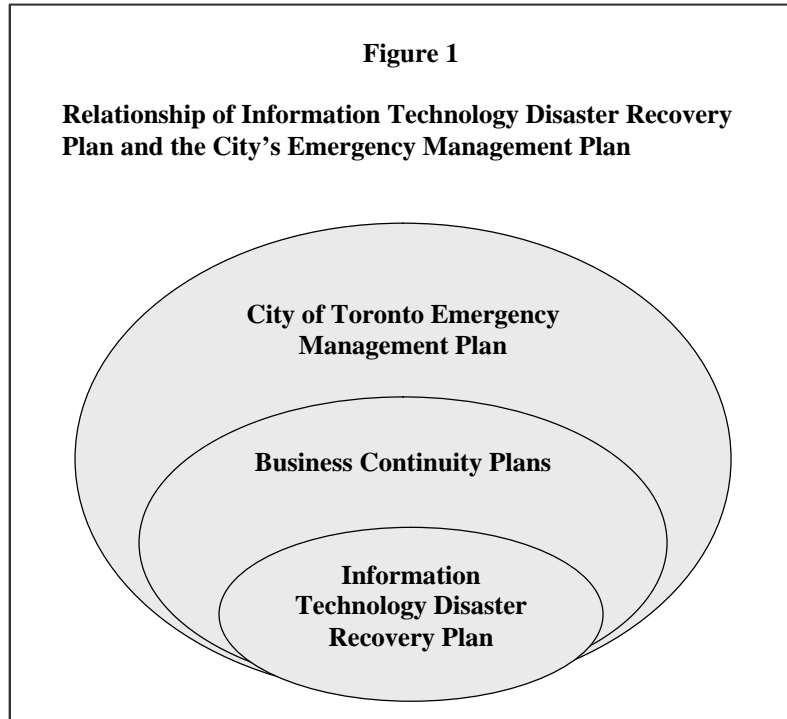 Figure 1
Relationship of Information Technology Disaster Recovery
Plan and the City’s Emergency Management Plan
City of Toronto Emergency
Management Plan
Business Continuity Plans
Information
Technology Disaster
Recovery Plan